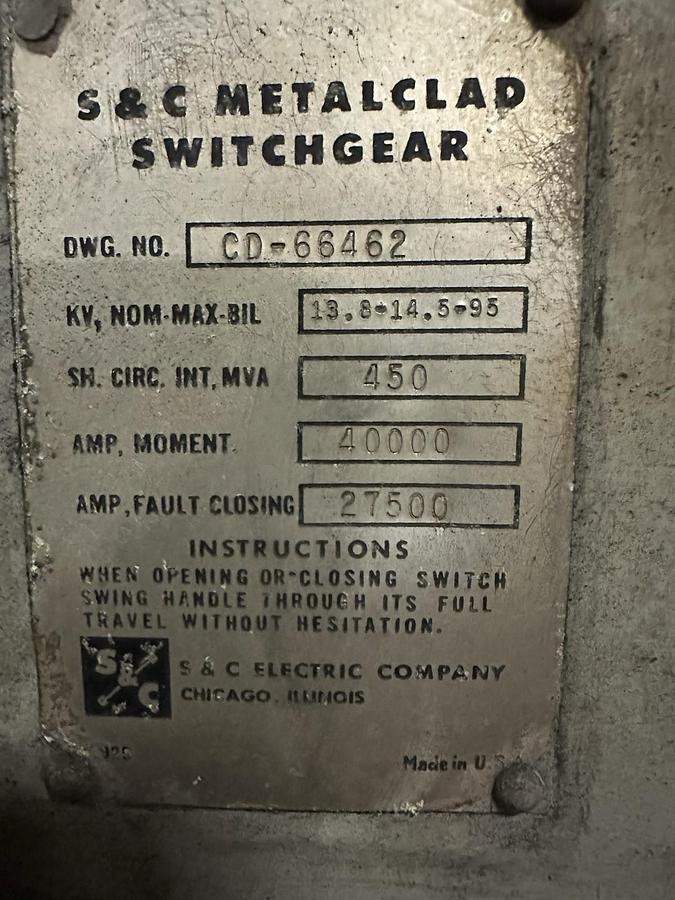 S & C METALCLAD
SWITCHGEAR
DWG. NO. CD-66462
KV, NOM-MAX-BIL 13.8-14.5-95
SH. CIRC. INT, MVA 450
AMP, MOMENT. 40000
AMP, FAULT CLOSING 27500
INSTRUCTIONS
WHEN OPENING OR CLOSING SWITCH
SWING HANDLE THROUGH ITS FULL
TRAVEL WITHOUT HESITATION.
S & C
S & C ELECTRIC COMPANY
CHICAGO, ILLINOIS
Made in U.S.